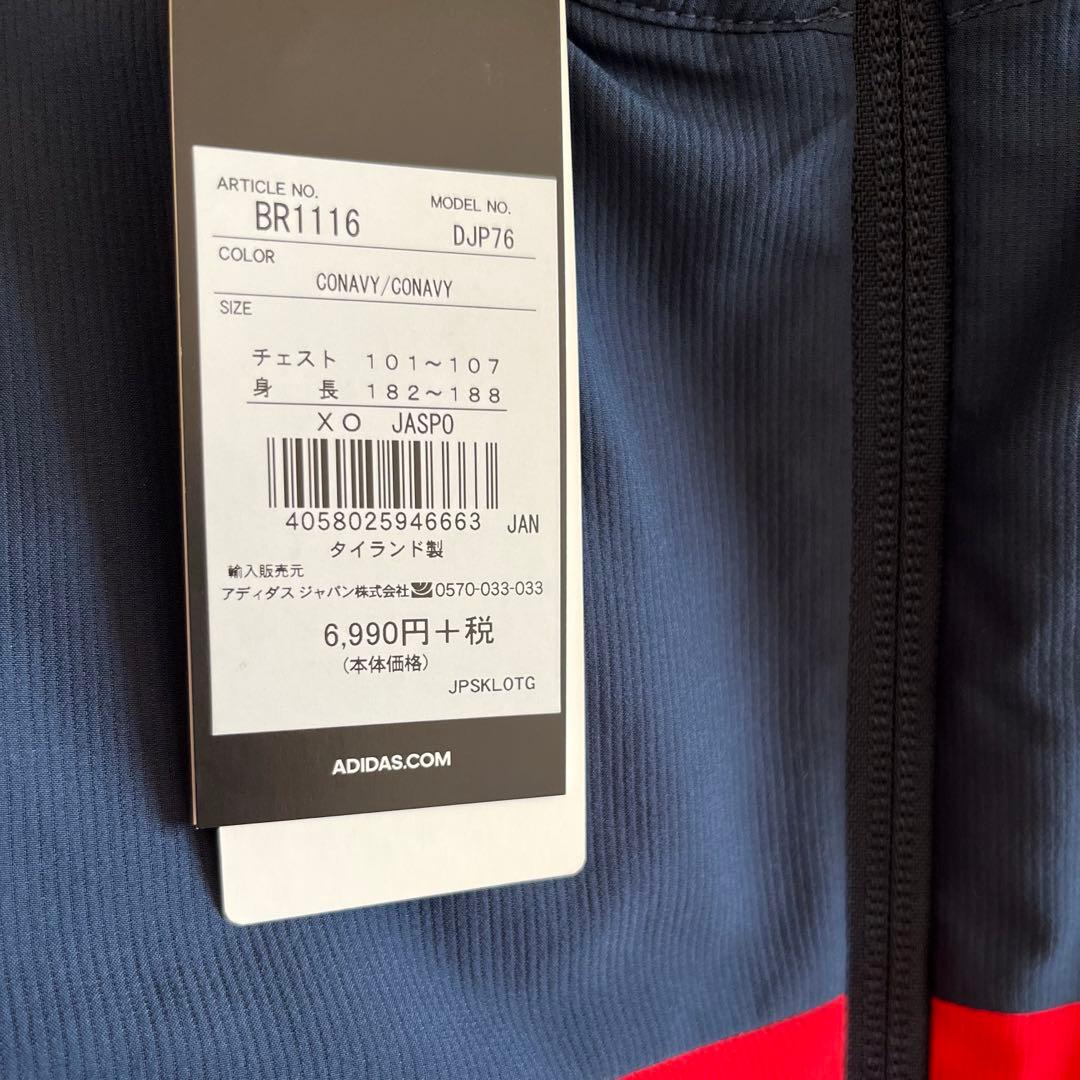 ARTICLE NO.
BR1116
MODEL NO.
DJP76
COLOR
CONAVY/CONAVY
SIZE
チェスト 101～107
身 長 182～188
XO JASPO
4058025946663 JAN
タイランド製
輸入販売元
アディダス ジャパン株式会社 0570-033-033
6,990円＋税
(本体価格)
JPSKLOTG
ADIDAS.COM